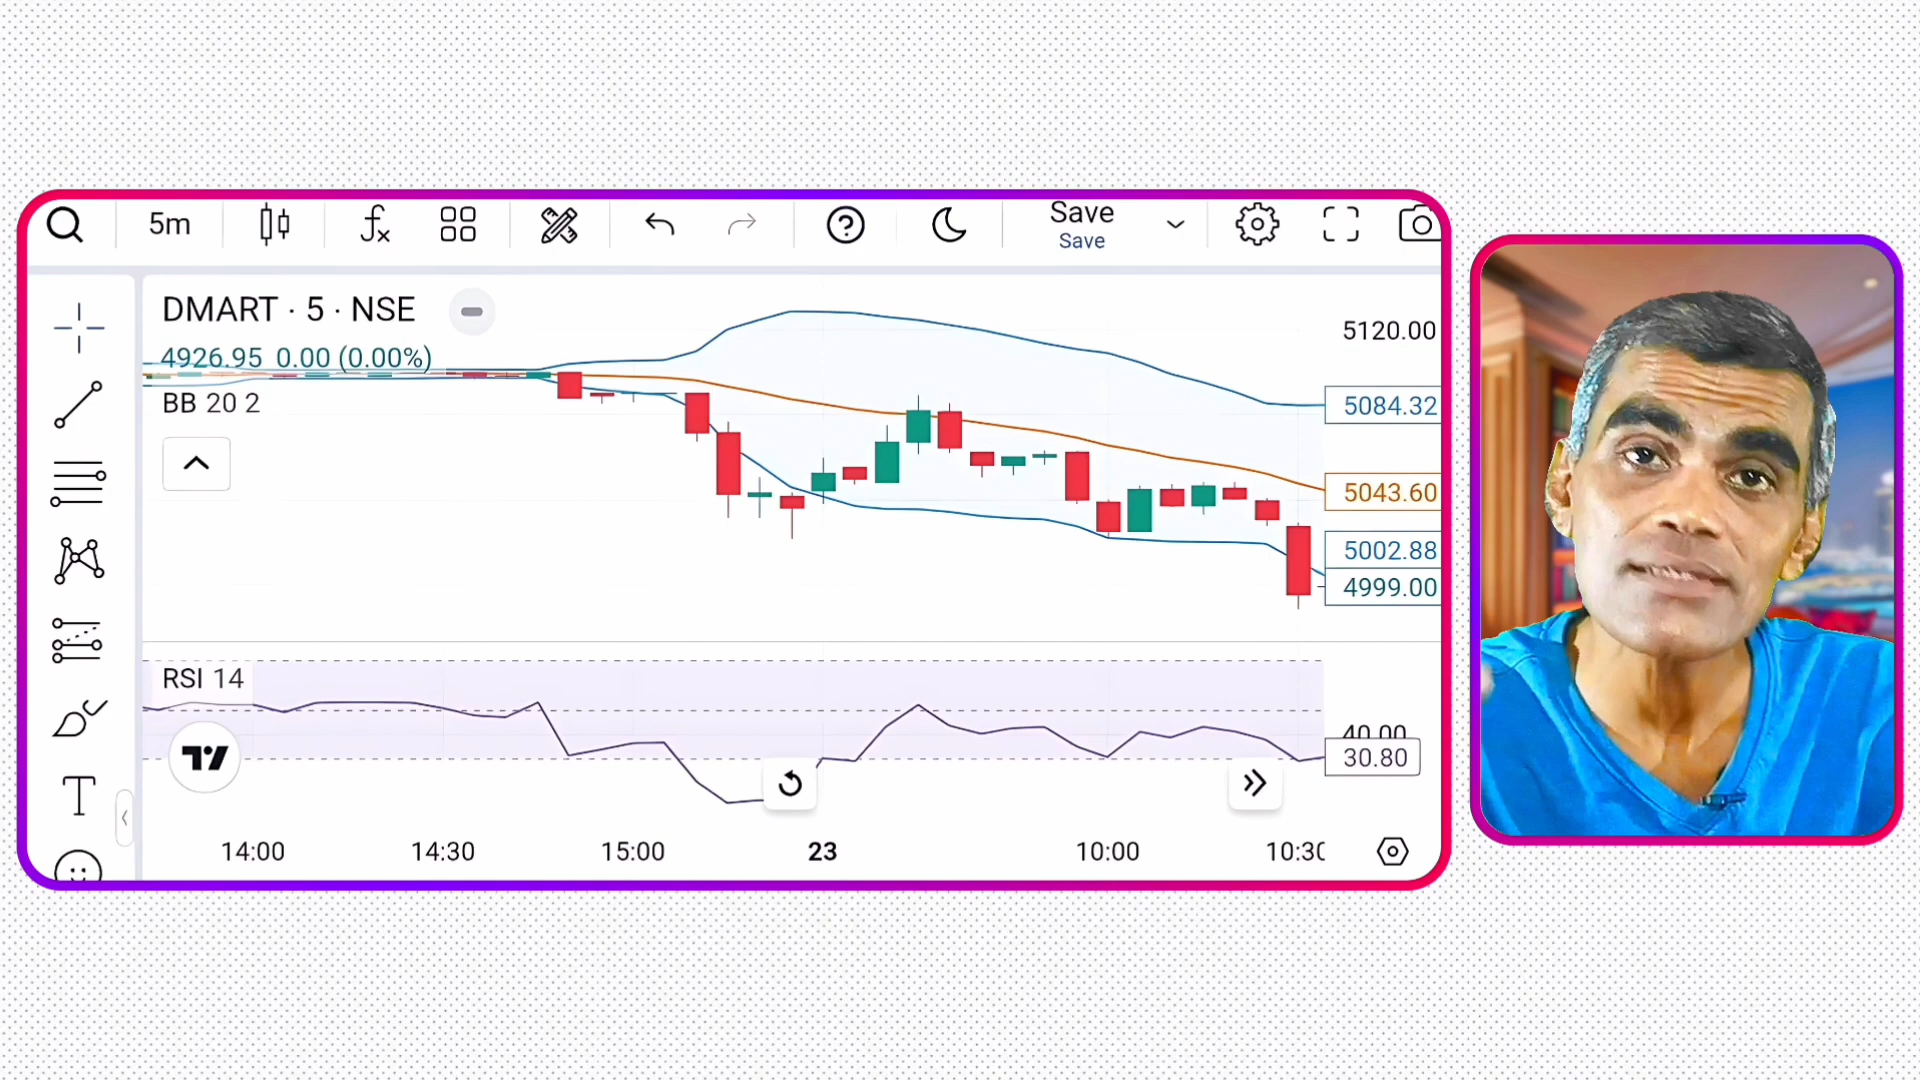 5m
Save
Save
DMART · 5 · NSE
4926.95 0.00 (0.00%)
BB 20 2
5120.00
5084.32
5043.60
5002.88
4999.00
RSI 14
40.00
30.80
14:00
14:30
15:00
23
10:00
10:30